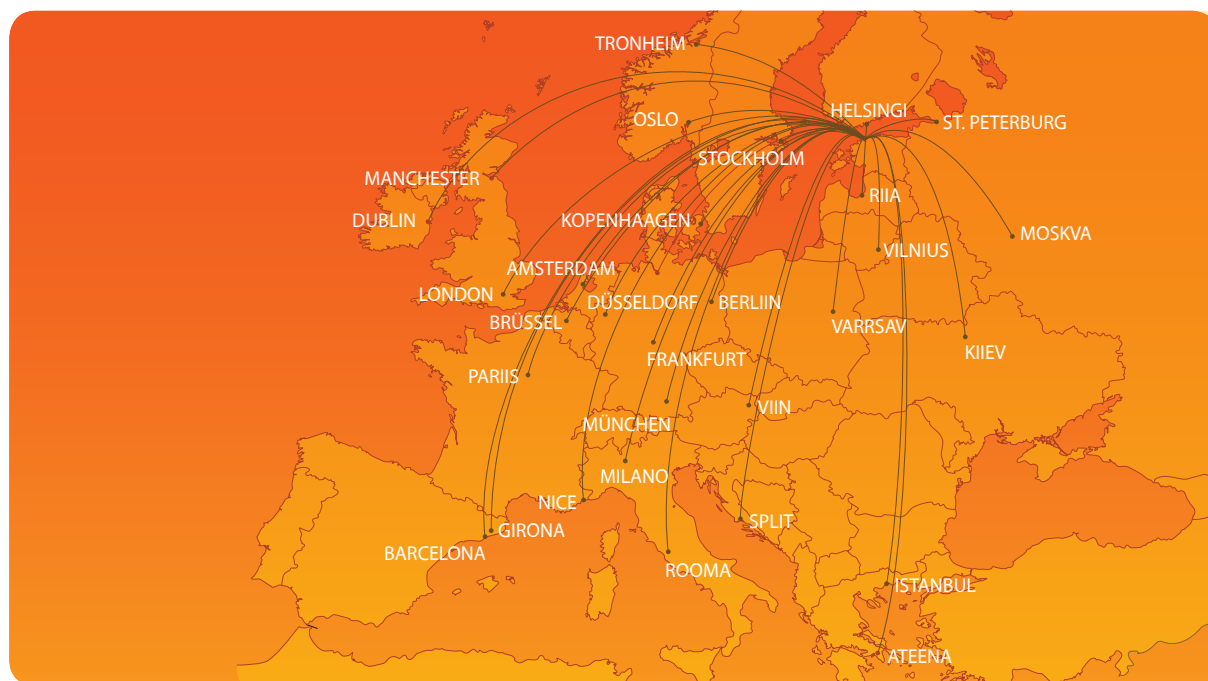 TRONHEIM
HELSINGI
OSLO
ST. PETERBURG
STOCKHOLM
MANCHESTER
RIIA
DUBLIN
KOPENHAAGEN
MOSKVA
VILNIUS
AMSTERDAM
LONDON
DÜSSELDORF
BERLIIN
BRÜSSEL
VARRSAV
KIIEV
FRANKFURT
PARIIS
VIIN
MÜNCHEN
MILANO
NICE
SPLIT
GIRONA
BARCELONA
ROOMA
ISTANBUL
ATEENA